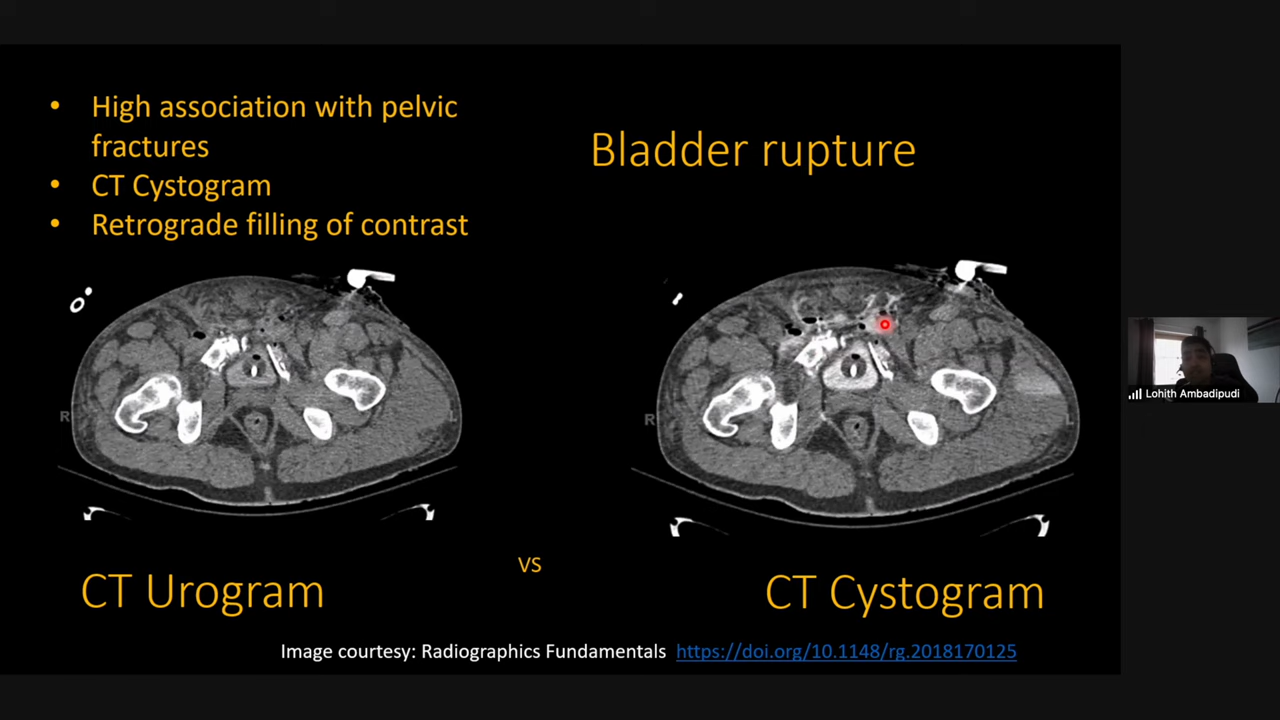 • High association with pelvic
fractures
• CT Cystogram
• Retrograde filling of contrast
Bladder rupture
R
L
R
L
Lohith Ambadipudi
vs
CT Urogram
CT Cystogram
Image courtesy: Radiographics Fundamentals https://doi.org/10.1148/rg.2018170125